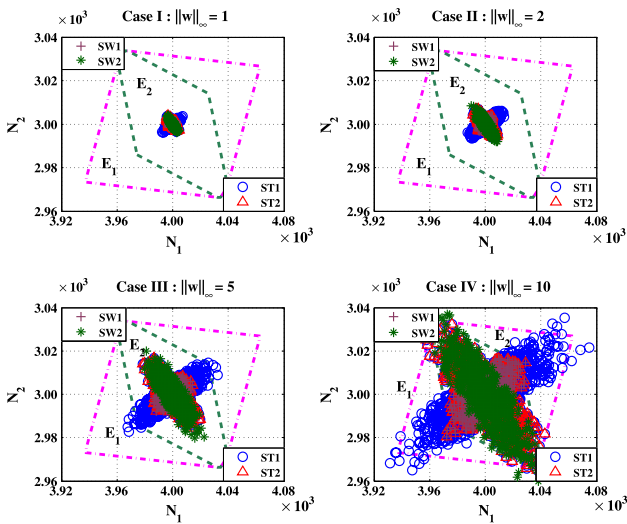 × 10³ Case I : ||w||∞ = 1
3.04
3.02
3.00
2.98
2.96
N₂
SW1
SW2
E₂
E₁
ST1
ST2
3.92 3.96 4.00 4.04 4.08
N₁ × 10³
× 10³ Case II : ||w||∞ = 2
3.04
3.02
3.00
2.98
2.96
N₂
SW1
SW2
E₂
E₁
ST1
ST2
3.92 3.96 4.00 4.04 4.08
N₁ × 10³
× 10³ Case III : ||w||∞ = 5
3.04
3.02
3.00
2.98
2.96
N₂
SW1
SW2
E₂
E₁
ST1
ST2
3.92 3.96 4.00 4.04 4.08
N₁ × 10³
× 10³ Case IV : ||w||∞ = 10
3.04
3.02
3.00
2.98
2.96
N₂
SW1
SW2
E₂
E₁
ST1
ST2
3.92 3.96 4.00 4.04 4.08
N₁ × 10³